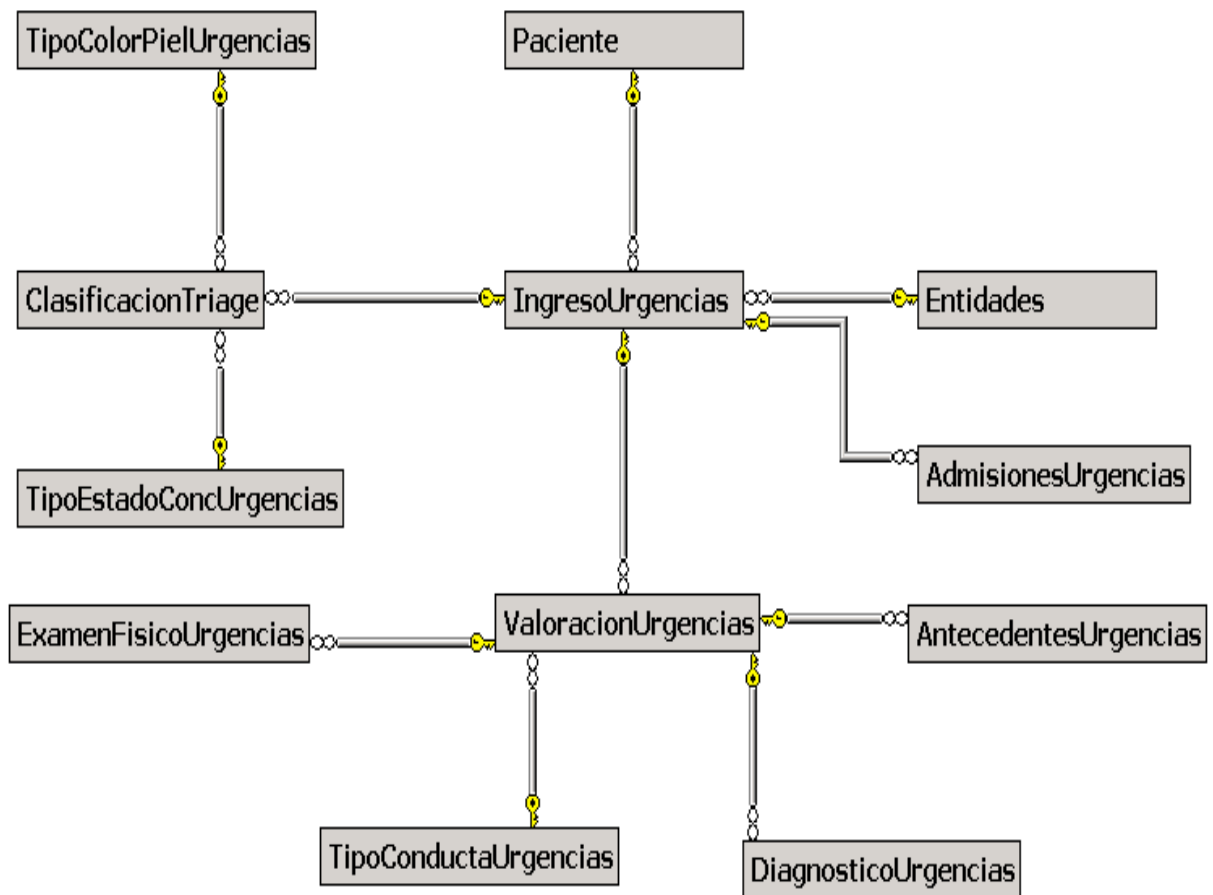 TipoColorPielUrgencias
Paciente
ClasificacionTriage
IngresoUrgencias
Entidades
TipoEstadoConcUrgencias
AdmisionesUrgencias
ExamenFisicoUrgencias
ValoracionUrgencias
AntecedentesUrgencias
TipoConductaUrgencias
DiagnosticoUrgencias